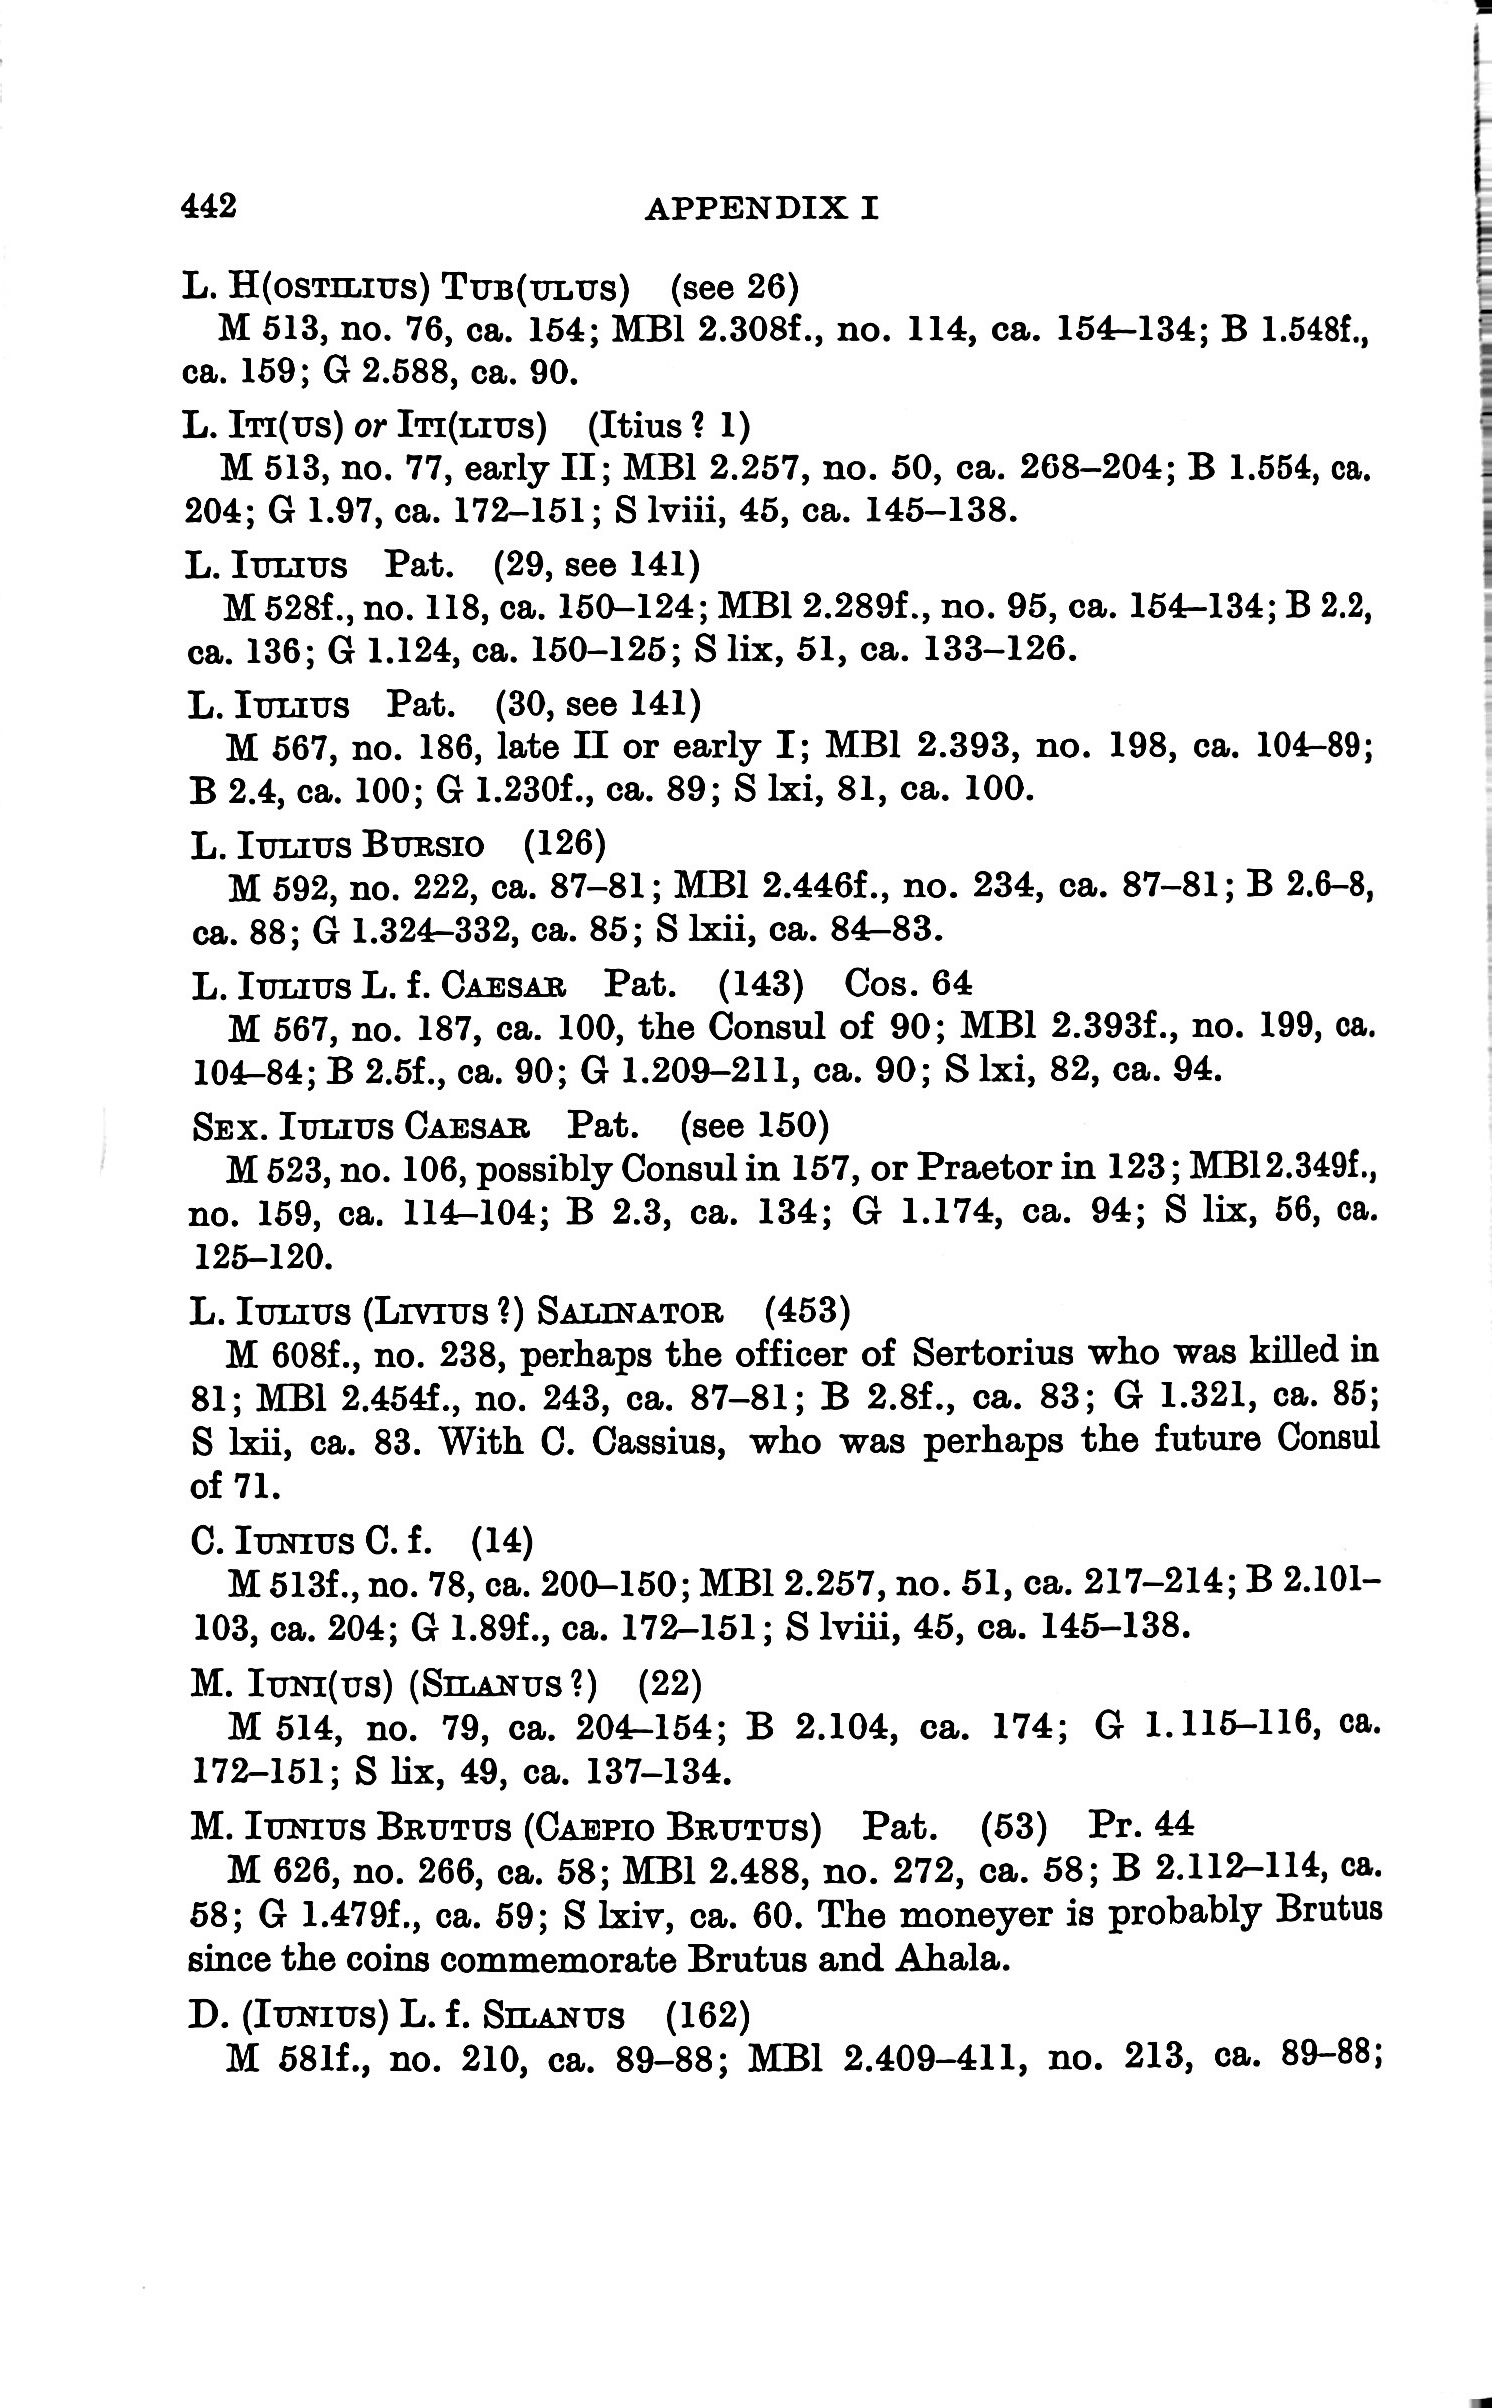 442 APPENDIX I
L. H(OSTILIUS) TUB(ULUS) (see 26)
M 513, no. 76, ca. 154; MBl 2.308f., no. 114, ca. 154–134; B 1.548f.,
ca. 159; G 2.588, ca. 90.
L. ITI(US) or ITI(LIUS) (Itius? 1)
M 513, no. 77, early II; MBl 2.257, no. 50, ca. 268–204; B 1.554, ca.
204; G 1.97, ca. 172–151; S lviii, 45, ca. 145–138.
L. IULIUS Pat. (29, see 141)
M 528f., no. 118, ca. 150–124; MBl 2.289f., no. 95, ca. 154–134; B 2.2,
ca. 136; G 1.124, ca. 150–125; S lix, 51, ca. 133–126.
L. IULIUS Pat. (30, see 141)
M 567, no. 186, late II or early I; MBl 2.393, no. 198, ca. 104–89;
B 2.4, ca. 100; G 1.230f., ca. 89; S lxi, 81, ca. 100.
L. IULIUS BURSIO (126)
M 592, no. 222, ca. 87–81; MBl 2.446f., no. 234, ca. 87–81; B 2.6–8,
ca. 88; G 1.324–332, ca. 85; S lxii, ca. 84–83.
L. IULIUS L. f. CAESAR Pat. (143) Cos. 64
M 567, no. 187, ca. 100, the Consul of 90; MBl 2.393f., no. 199, ca.
104–84; B 2.5f., ca. 90; G 1.209–211, ca. 90; S lxi, 82, ca. 94.
SEX. IULIUS CAESAR Pat. (see 150)
M 523, no. 106, possibly Consul in 157, or Praetor in 123; MBl 2.349f.,
no. 159, ca. 114–104; B 2.3, ca. 134; G 1.174, ca. 94; S lix, 56, ca.
125–120.
L. IULIUS (LIVIUS?) SALINATOR (453)
M 608f., no. 238, perhaps the officer of Sertorius who was killed in
81; MBl 2.454f., no. 243, ca. 87–81; B 2.8f., ca. 83; G 1.321, ca. 85;
S lxii, ca. 83. With C. Cassius, who was perhaps the future Consul
of 71.
C. IUNIUS C. f. (14)
M 513f., no. 78, ca. 200–150; MBl 2.257, no. 51, ca. 217–214; B 2.101–
103, ca. 204; G 1.89f., ca. 172–151; S lviii, 45, ca. 145–138.
M. IUNI(US) (SILANUS?) (22)
M 514, no. 79, ca. 204–154; B 2.104, ca. 174; G 1.115–116, ca.
172–151; S lix, 49, ca. 137–134.
M. IUNIUS BRUTUS (CAEPIO BRUTUS) Pat. (53) Pr. 44
M 626, no. 266, ca. 58; MBl 2.488, no. 272, ca. 58; B 2.112–114, ca.
58; G 1.479f., ca. 59; S lxiv, ca. 60. The moneyer is probably Brutus
since the coins commemorate Brutus and Ahala.
D. (IUNIUS) L. f. SILANUS (162)
M 581f., no. 210, ca. 89–88; MBl 2.409–411, no. 213, ca. 89–88;